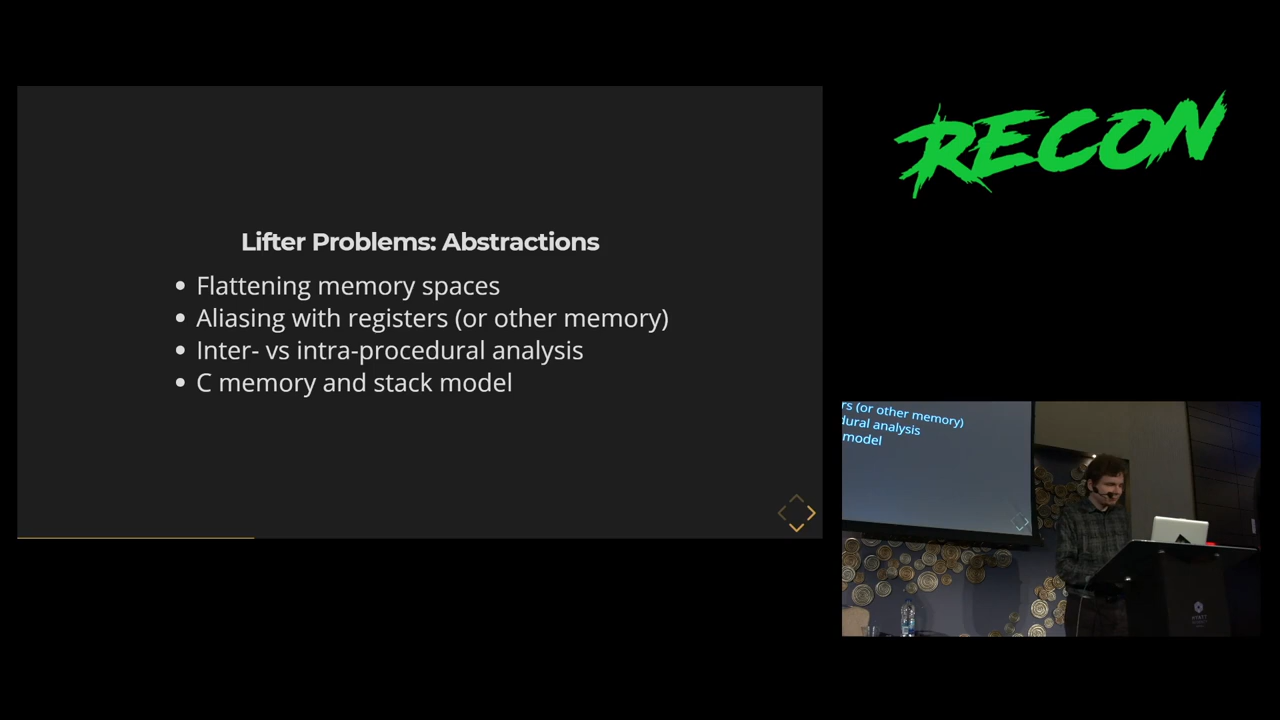 RECON
Lifter Problems: Abstractions
• Flattening memory spaces
• Aliasing with registers (or other memory)
• Inter- vs intra-procedural analysis
• C memory and stack model
rs (or other memory)
dural analysis
model
HYATT